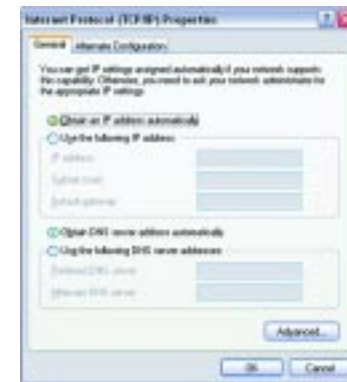 Internet Protocol (TCP/IP) Properties
General
Alternate Configuration
You can get IP settings assigned automatically if your network supports
this capability. Otherwise, you need to ask your network administrator for
the appropriate IP settings.
Obtain an IP address automatically
Use the following IP address:
IP address:
Subnet mask:
Default gateway:
Obtain DNS server address automatically
Use the following DNS server addresses:
Preferred DNS server:
Alternate DNS server:
Advanced...
OK
Cancel